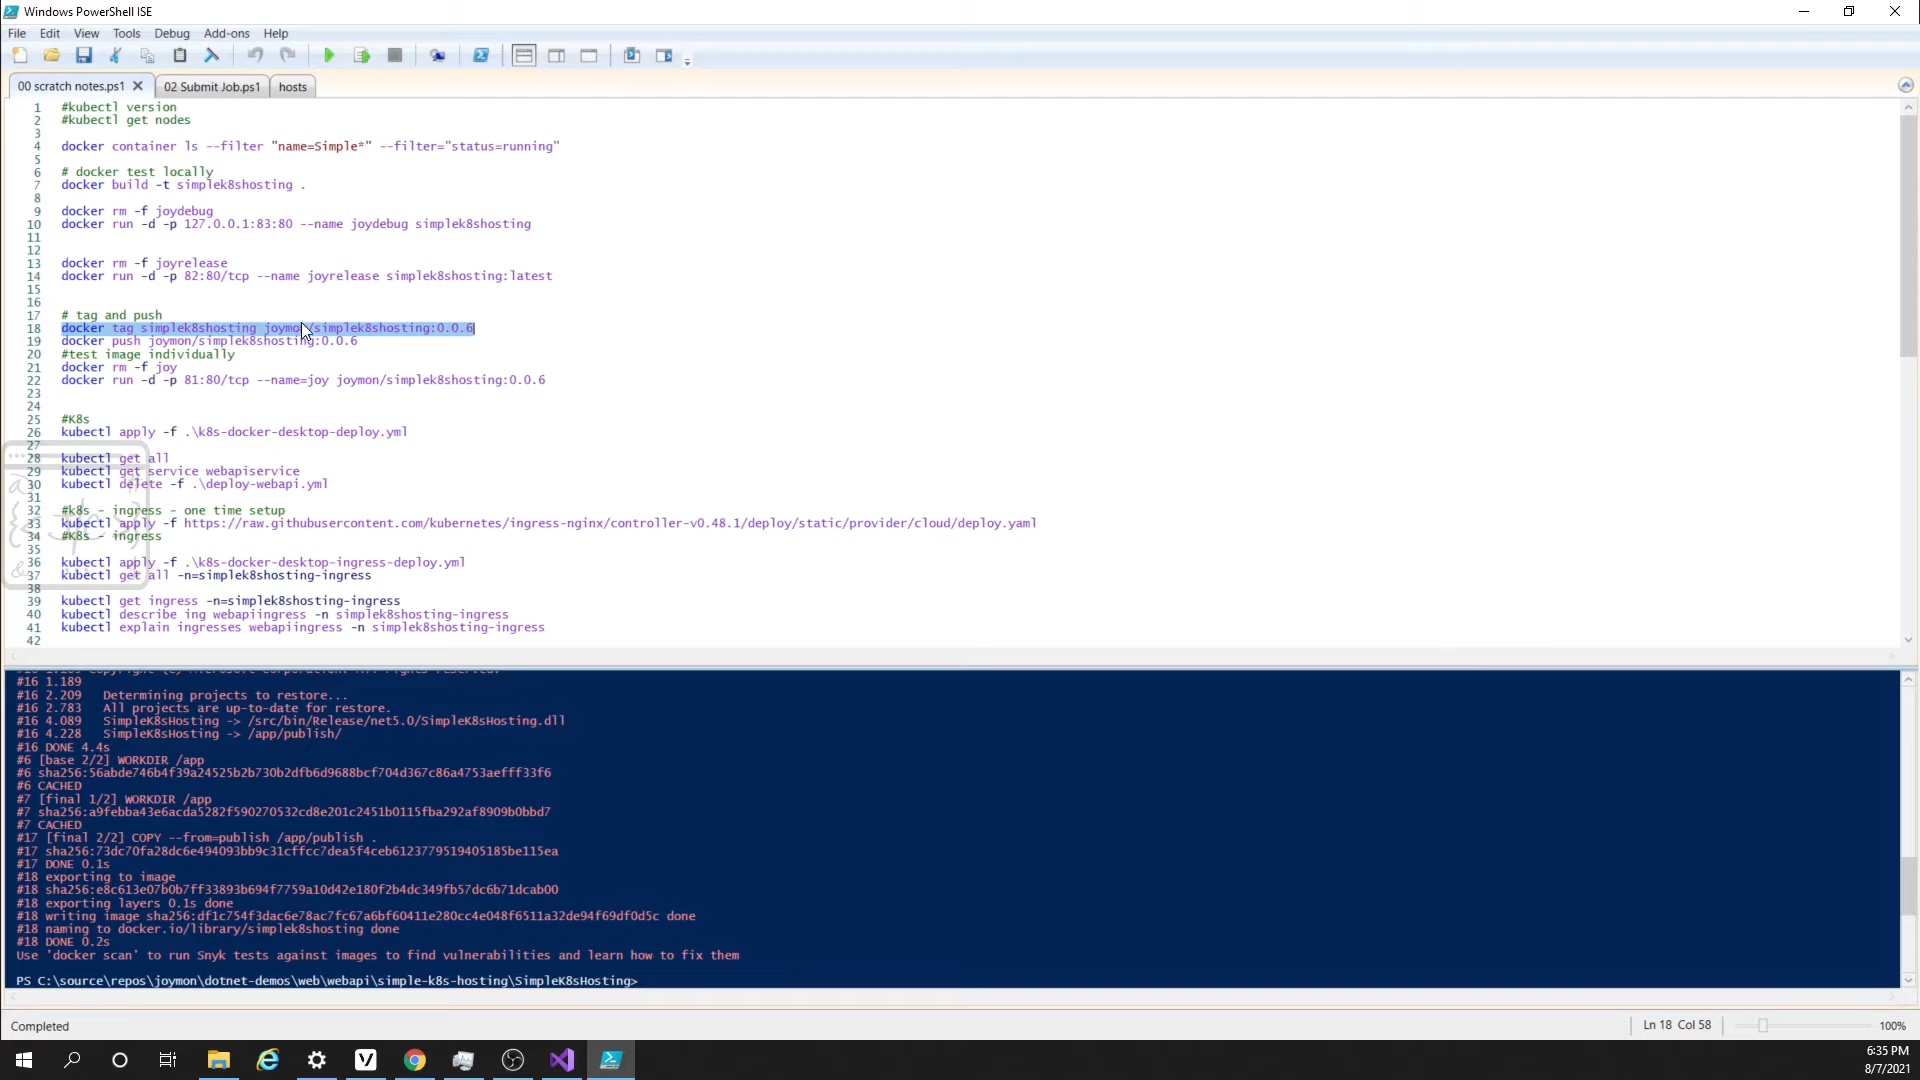 Windows PowerShell ISE
File Edit View Tools Debug Add-ons Help
00 scratch notes.ps1 02 Submit Job.ps1 hosts
1 #kubectl version
2 #kubectl get nodes
3
4 docker container ls --filter "name=Simple*" --filter="status=running"
5
6 # docker test locally
7 docker build -t simplek8shosting .
8
9 docker rm -f joydebug
10 docker run -d -p 127.0.0.1:83:80 --name joydebug simplek8shosting
11
12
13 docker rm -f joyrelease
14 docker run -d -p 82:80/tcp --name joyrelease simplek8shosting:latest
15
16
17 # tag and push
18 docker tag simplek8shosting joymon/simplek8shosting:0.0.6
19 docker push joymon/simplek8shosting:0.0.6
20 #test image individually
21 docker rm -f joy
22 docker run -d -p 81:80/tcp --name=joy joymon/simplek8shosting:0.0.6
23
24
25 #K8s
26 kubectl apply -f .\k8s-docker-desktop-deploy.yml
27
28 kubectl get all
29 kubectl get service webapiservice
30 kubectl delete -f .\deploy-webapi.yml
31
32 #k8s - ingress - one time setup
33 kubectl apply -f https://raw.githubusercontent.com/kubernetes/ingress-nginx/controller-v0.48.1/deploy/static/provider/cloud/deploy.yaml
34 #K8s - ingress
35
36 kubectl apply -f .\k8s-docker-desktop-ingress-deploy.yml
37 kubectl get all -n=simplek8shosting-ingress
38
39 kubectl get ingress -n=simplek8shosting-ingress
40 kubectl describe ing webapiingress -n simplek8shosting-ingress
41 kubectl explain ingresses webapiingress -n simplek8shosting-ingress
42
#16 1.189
#16 2.209 Determining projects to restore...
#16 2.783 All projects are up-to-date for restore.
#16 4.089 SimpleK8sHosting -> /src/bin/Release/net5.0/SimpleK8sHosting.dll
#16 4.228 SimpleK8sHosting -> /app/publish/
#16 DONE 4.4s
#6 [base 2/2] WORKDIR /app
#6 sha256:56abde746b4f39a24525b2b730b2dfb6d9688bcf704d367c86a4753aefff33f6
#6 CACHED
#7 [final 1/2] WORKDIR /app
#7 sha256:a9febba43e6acda5282f590270532cd8e201c2451b0115fba292af8909b0bbd7
#7 CACHED
#17 [final 2/2] COPY --from=publish /app/publish .
#17 sha256:73dc70fa28dc6e494093bb9c31cffcc7dea5f4ceb6123779519405185be115ea
#17 DONE 0.1s
#18 exporting to image
#18 sha256:e8c613e07b0b7ff33893b694f7759a10d42e180f2b4dc349fb57dc6b71dcab00
#18 exporting layers 0.1s done
#18 writing image sha256:df1c754f3dac6e78ac7fc67a6bf60411e280cc4e048f6511a32de94f69df0d5c done
#18 naming to docker.io/library/simplek8shosting done
#18 DONE 0.2s
Use 'docker scan' to run Snyk tests against images to find vulnerabilities and learn how to fix them
PS C:\source\repos\joymon\dotnet-demos\web\webapi\simple-k8s-hosting\SimpleK8sHosting>
Completed Ln 18 Col 58 100%
6:35 PM
8/7/2021